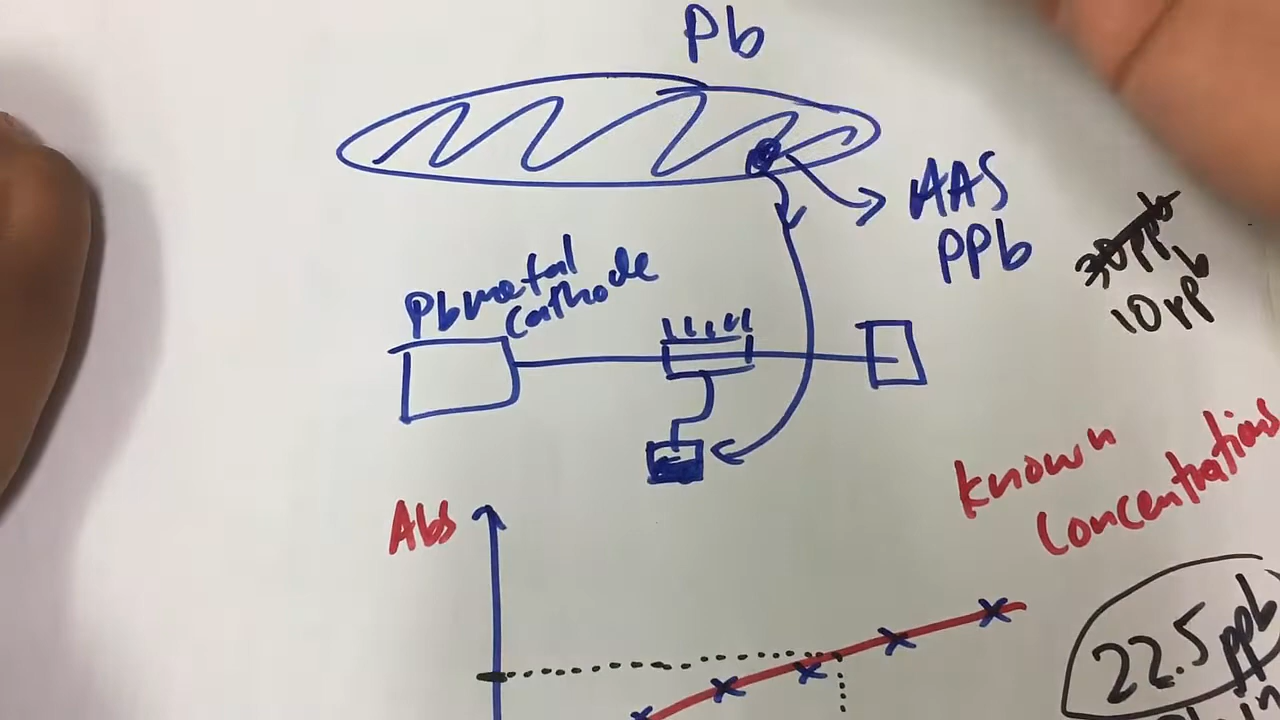 Pb
AAS
PPb
30ppb
10ppb
Pb metal
Cathode
Abs
known
concentrations
22.5 ppb